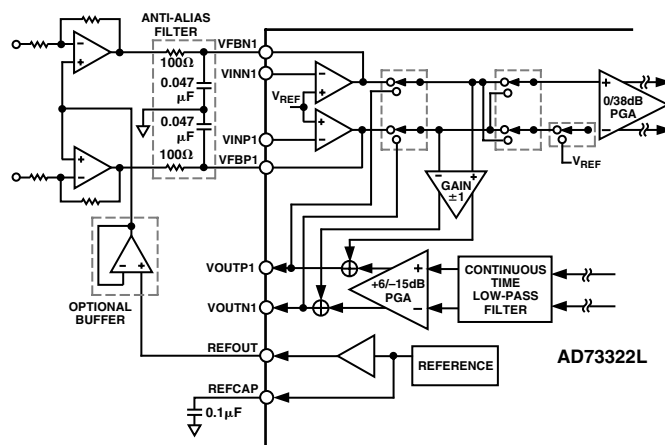 ANTI-ALIAS
FILTER
100Ω
0.047
μF
0.047
μF
100Ω
VFBN1
VINN1
VINP1
VFBP1
VREF
0/38dB
PGA
VREF
GAIN
±1
OPTIONAL
BUFFER
VOUTP1
VOUTN1
+6/–15dB
PGA
CONTINUOUS
TIME
LOW-PASS
FILTER
REFOUT
REFERENCE
AD73322L
REFCAP
0.1μF